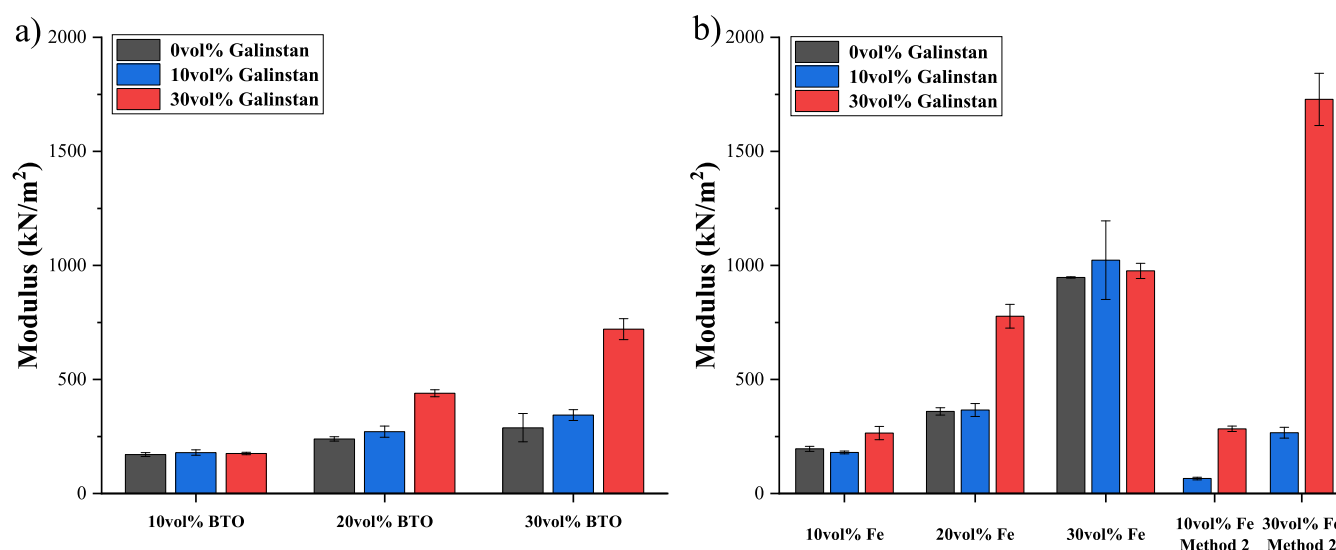 a)
2000
1500
1000
500
0
Modulus (kN/m²)
0vol% Galinstan
10vol% Galinstan
30vol% Galinstan
10vol% BTO
20vol% BTO
30vol% BTO
b)
2000
1500
1000
500
0
Modulus (kN/m²)
0vol% Galinstan
10vol% Galinstan
30vol% Galinstan
10vol% Fe
20vol% Fe
30vol% Fe
10vol% Fe
Method 2
30vol% Fe
Method 2